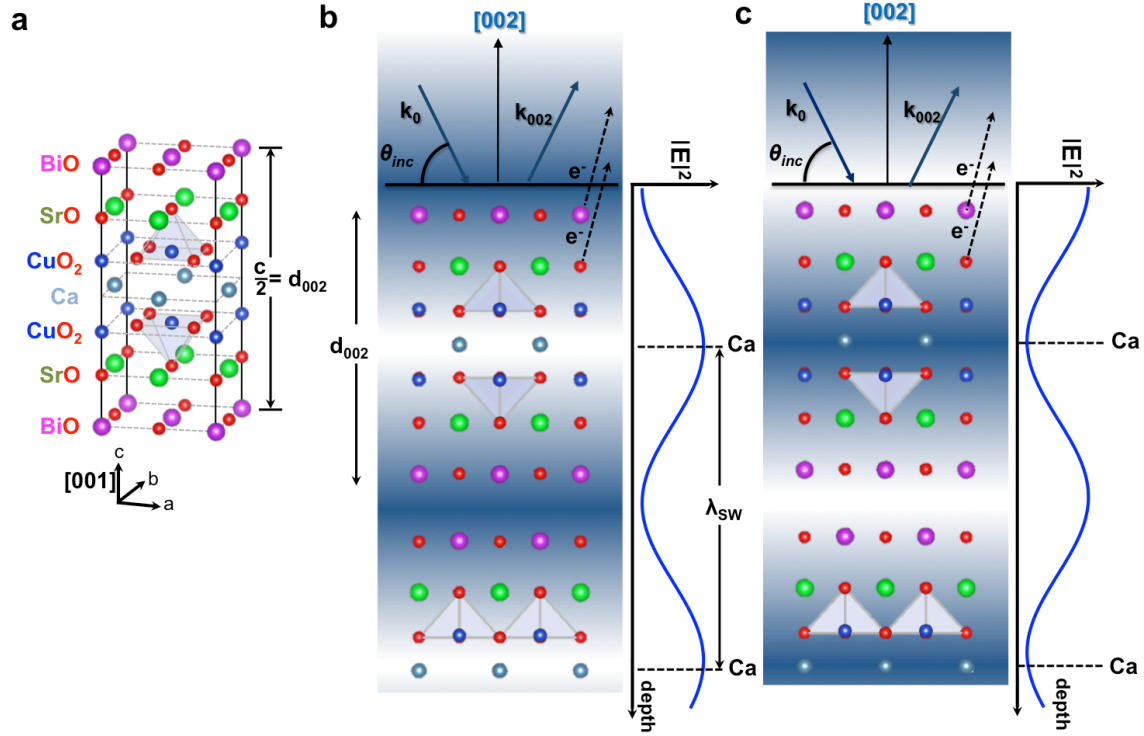 a
BiO
SrO
CuO₂
Ca
CuO₂
SrO
BiO
c/2 = d₀₀₂
[001]
c
b
a
b
[002]
k₀
k₀₀₂
θinc
e⁻
e⁻
|E|²
d₀₀₂
Ca
λSW
Ca
depth
c
[002]
k₀
k₀₀₂
θinc
e⁻
e⁻
|E|²
Ca
Ca
depth